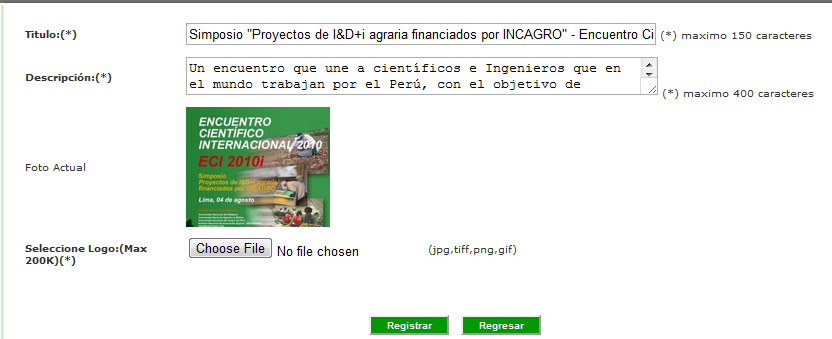 Titulo:(*)
Simposio "Proyectos de I&D+i agraria financiados por INCAGRO" - Encuentro Ci
(*) maximo 150 caracteres
Descripción:(*)
Un encuentro que une a científicos e Ingenieros que en
el mundo trabajan por el Perú, con el objetivo de
(*) maximo 400 caracteres
Foto Actual
ENCUENTRO
CIENTÍFICO
INTERNACIONAL 2010
ECI 2010i
Simposio
Proyectos de I&D+i agraria
financiados por INCAGRO
Lima, 04 de agosto
Seleccione Logo:(Max
200K)(*)
Choose File No file chosen
(jpg,tiff,png,gif)
Registrar
Regresar